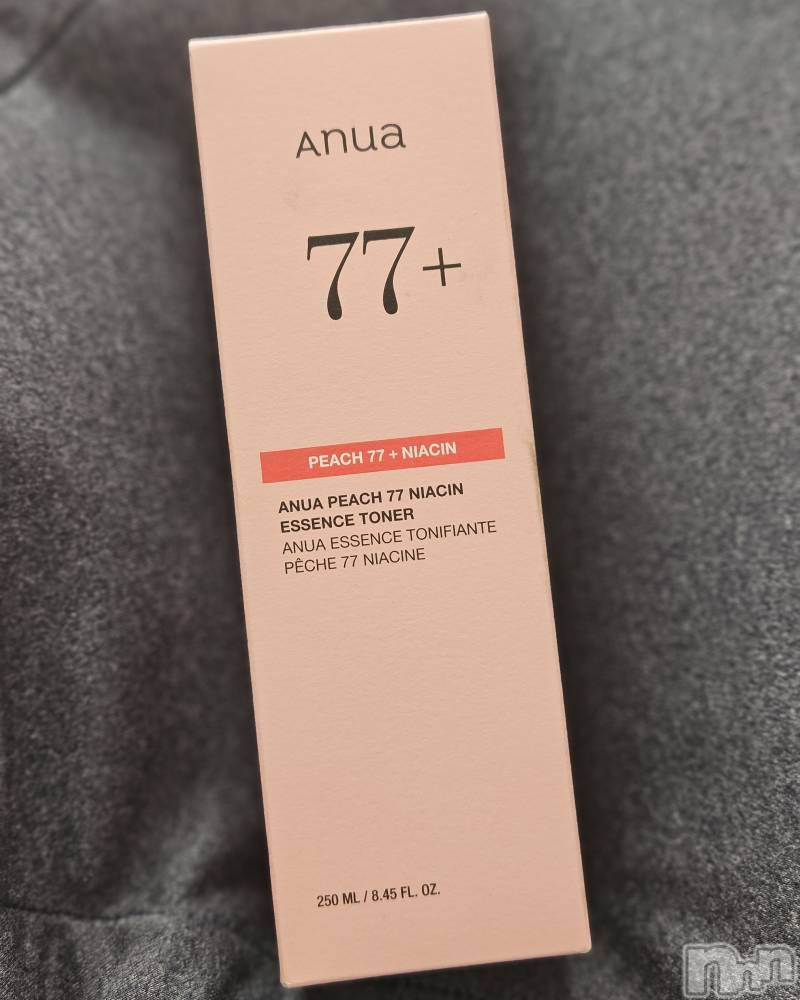 Anua
77+
PEACH 77 + NIACIN
ANUA PEACH 77 NIACIN
ESSENCE TONER
ANUA ESSENCE TONIFIANTE
PÊCHE 77 NIACINE
250 ML / 8.45 FL. OZ.